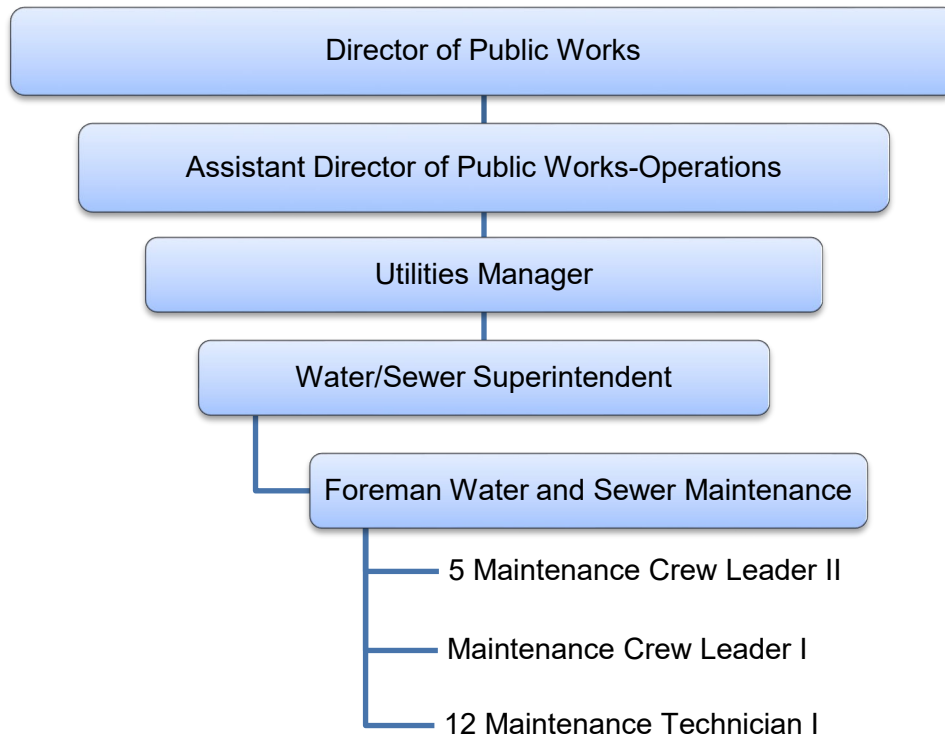 Director of Public Works
Assistant Director of Public Works-Operations
Utilities Manager
Water/Sewer Superintendent
Foreman Water and Sewer Maintenance
5 Maintenance Crew Leader II
Maintenance Crew Leader I
12 Maintenance Technician I